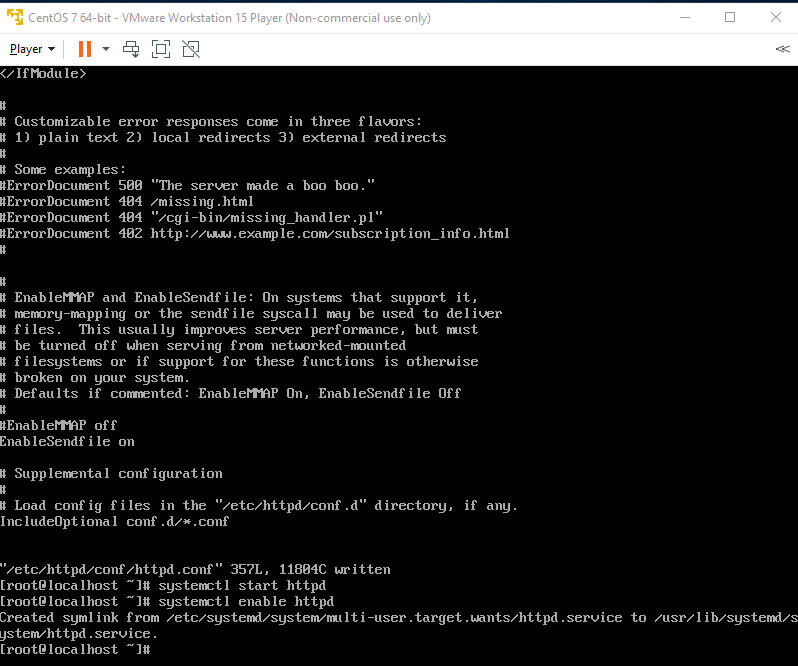 CentOS 7 64-bit - VMware Workstation 15 Player (Non-commercial use only)
Player
</IfModule>
#
# Customizable error responses come in three flavors:
# 1) plain text 2) local redirects 3) external redirects
#
# Some examples:
#ErrorDocument 500 "The server made a boo boo."
#ErrorDocument 404 /missing.html
#ErrorDocument 404 "/cgi-bin/missing_handler.pl"
#ErrorDocument 402 http://www.example.com/subscription_info.html
#
#
# EnableMMAP and EnableSendfile: On systems that support it,
# memory-mapping or the sendfile syscall may be used to deliver
# files.  This usually improves server performance, but must
# be turned off when serving from networked-mounted
# filesystems or if support for these functions is otherwise
# broken on your system.
# Defaults if commented: EnableMMAP On, EnableSendfile Off
#
#EnableMMAP off
EnableSendfile on
# Supplemental configuration
#
# Load config files in the "/etc/httpd/conf.d" directory, if any.
IncludeOptional conf.d/*.conf
"/etc/httpd/conf/httpd.conf" 357L, 11804C written
[root@localhost ~]# systemctl start httpd
[root@localhost ~]# systemctl enable httpd
Created symlink from /etc/systemd/system/multi-user.target.wants/httpd.service to /usr/lib/systemd/s
ystem/httpd.service.
[root@localhost ~]#